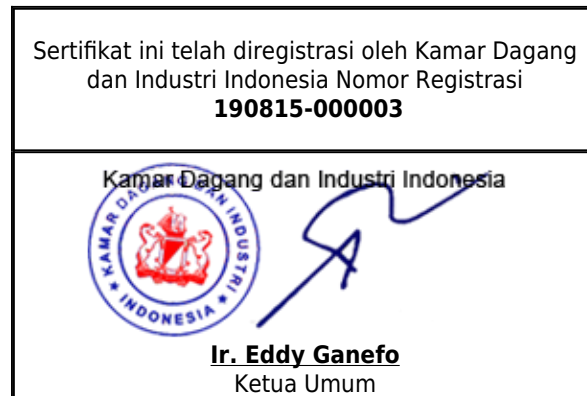 Sertifikat ini telah diregistrasi oleh Kamar Dagang
dan Industri Indonesia Nomor Registrasi
190815-000003
Kamar Dagang dan Industri Indonesia
KAMAR DAGANG DAN INDUSTRI
* INDONESIA *
Ir. Eddy Ganefo
Ketua Umum